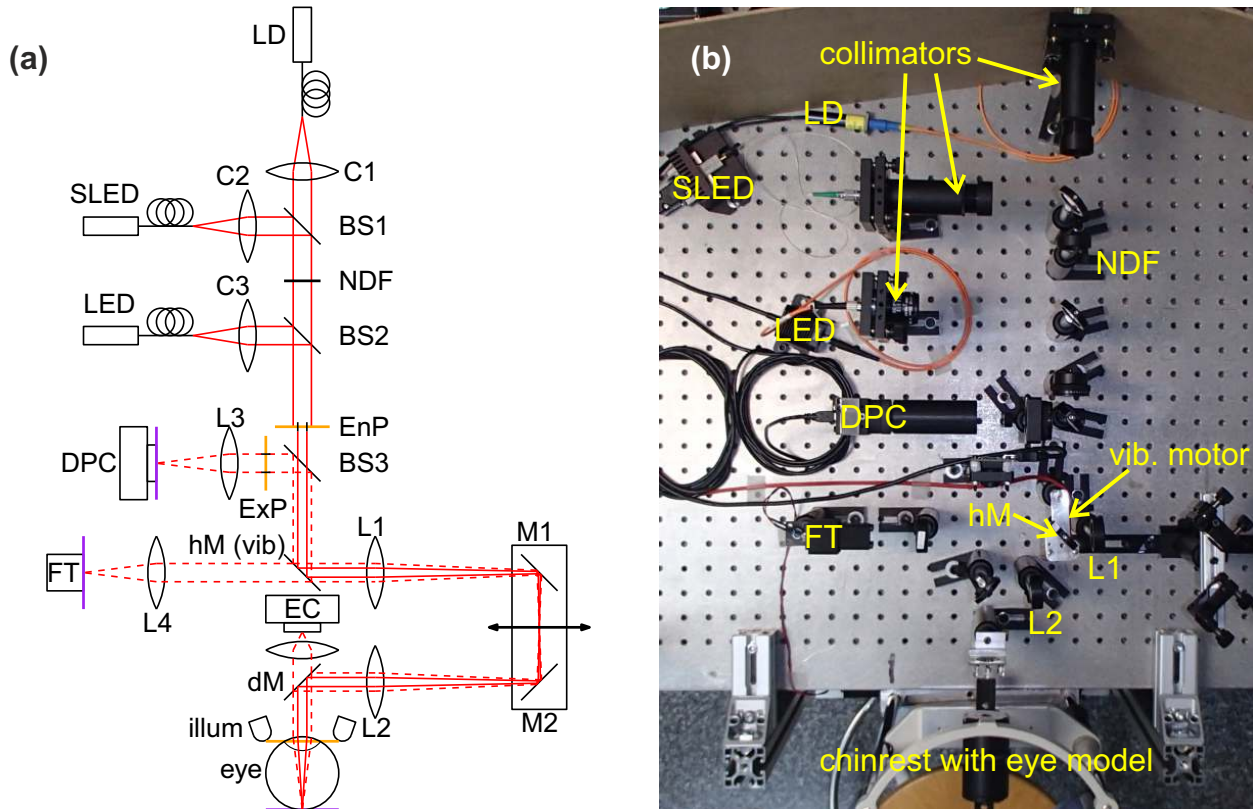 (a)
LD
C1
C2
SLED
BS1
NDF
C3
LED
BS2
EnP
L3
DPC
BS3
ExP
hM (vib)
L1
M1
FT
L4
EC
dM
L2
M2
illum
eye
(b)
collimators
LD
SLED
NDF
LED
DPC
vib. motor
hM
FT
L1
L2
chinrest with eye model